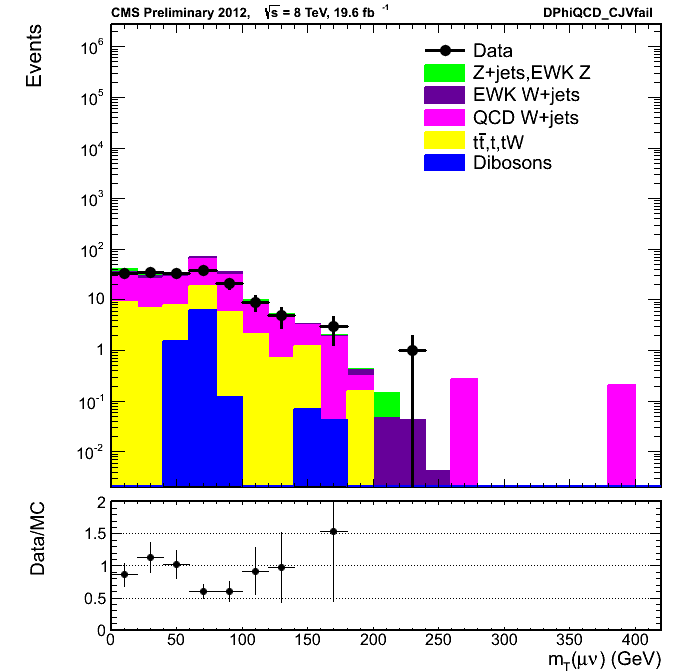 CMS Preliminary 2012, √s = 8 TeV, 19.6 fb⁻¹ DPhiQCD_CJVfail
Events
10⁶
10⁵
10⁴
10³
10²
10
1
10⁻¹
10⁻²
Data
Z+jets,EWK Z
EWK W+jets
QCD W+jets
tt̄,t,tW
Dibosons
Data/MC
2
1.5
1
0.5
0
0 50 100 150 200 250 300 350 400
m_T(μν) (GeV)